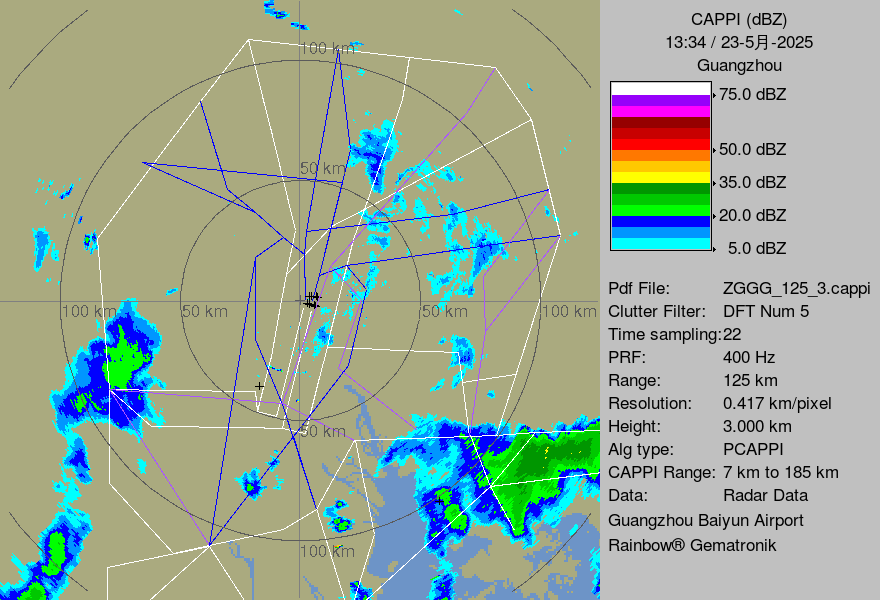 100 km
50 km
100 km
50 km
50 km
100 km
50 km
100 km
CAPPI (dBZ)
13:34 / 23-5月-2025
Guangzhou
75.0 dBZ
50.0 dBZ
35.0 dBZ
20.0 dBZ
5.0 dBZ
Pdf File: ZGGG_125_3.cappi
Clutter Filter: DFT Num 5
Time sampling:22
PRF: 400 Hz
Range: 125 km
Resolution: 0.417 km/pixel
Height: 3.000 km
Alg type: PCAPPI
CAPPI Range: 7 km to 185 km
Data: Radar Data
Guangzhou Baiyun Airport
Rainbow® Gematronik